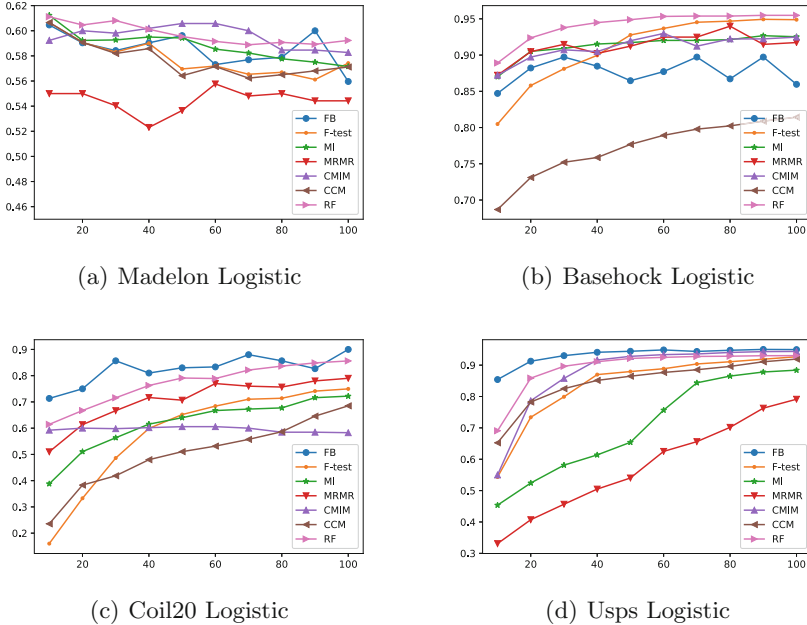 0.62
0.60
0.58
0.56
0.54
0.52
0.50
0.48
0.46
20 40 60 80 100
FB
F-test
MI
MRMR
CMIM
CCM
RF
(a) Madelon Logistic
0.95
0.90
0.85
0.80
0.75
0.70
20 40 60 80 100
FB
F-test
MI
MRMR
CMIM
CCM
RF
(b) Basehock Logistic
0.9
0.8
0.7
0.6
0.5
0.4
0.3
0.2
20 40 60 80 100
FB
F-test
MI
MRMR
CMIM
CCM
RF
(c) Coil20 Logistic
0.9
0.8
0.7
0.6
0.5
0.4
0.3
20 40 60 80 100
FB
F-test
MI
MRMR
CMIM
CCM
RF
(d) Usps Logistic